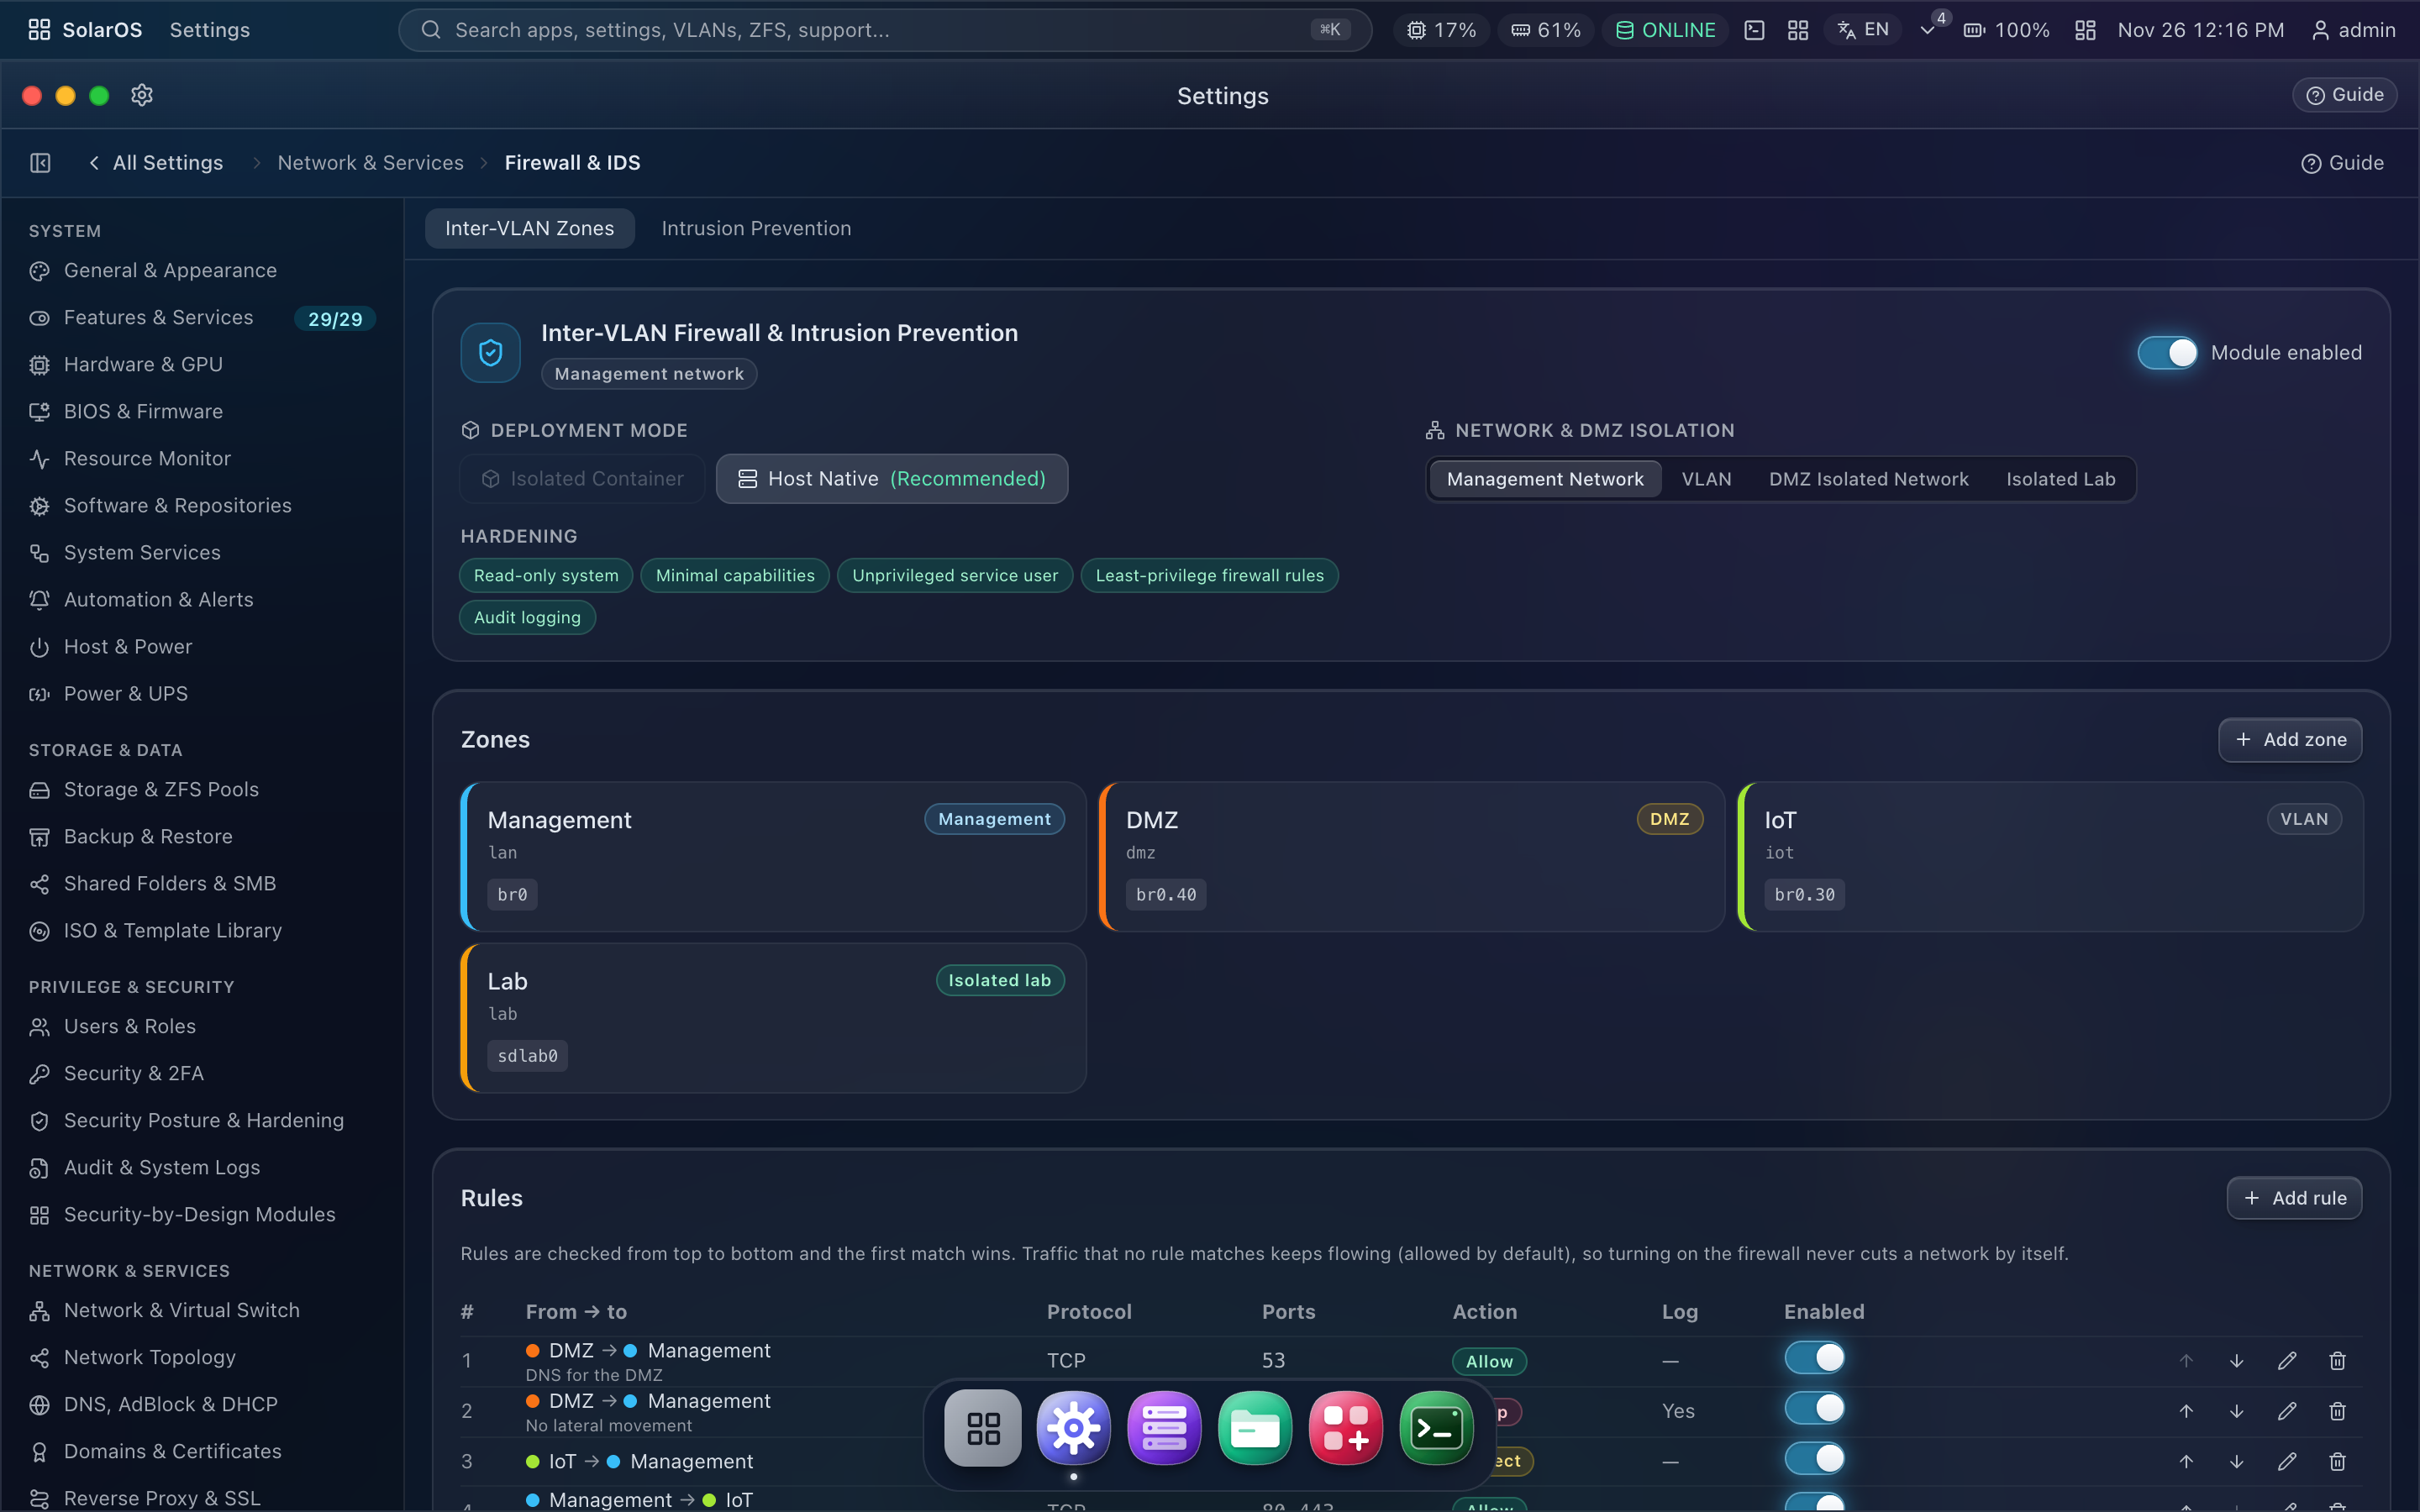 SolarOS Settings Search apps, settings, VLANs, ZFS, support... ⌘K 17% 61% ONLINE EN 4 100% Nov 26 12:16 PM admin
Settings Guide
All Settings Network & Services Firewall & IDS Guide
SYSTEM
General & Appearance
Features & Services 29/29
Hardware & GPU
BIOS & Firmware
Resource Monitor
Software & Repositories
System Services
Automation & Alerts
Host & Power
Power & UPS
STORAGE & DATA
Storage & ZFS Pools
Backup & Restore
Shared Folders & SMB
ISO & Template Library
PRIVILEGE & SECURITY
Users & Roles
Security & 2FA
Security Posture & Hardening
Audit & System Logs
Security-by-Design Modules
NETWORK & SERVICES
Network & Virtual Switch
Network Topology
DNS, AdBlock & DHCP
Domains & Certificates
Reverse Proxy & SSL
Inter-VLAN Zones Intrusion Prevention
Inter-VLAN Firewall & Intrusion Prevention
Management network
Module enabled
DEPLOYMENT MODE
Isolated Container Host Native (Recommended)
NETWORK & DMZ ISOLATION
Management Network VLAN DMZ Isolated Network Isolated Lab
HARDENING
Read-only system Minimal capabilities Unprivileged service user Least-privilege firewall rules
Audit logging
Zones Add zone
Management Management
lan
br0
DMZ DMZ
dmz
br0.40
IoT VLAN
iot
br0.30
Lab Isolated lab
lab
sdlab0
Rules Add rule
Rules are checked from top to bottom and the first match wins. Traffic that no rule matches keeps flowing (allowed by default), so turning on the firewall never cuts a network by itself.
# From → to Protocol Ports Action Log Enabled
1 DMZ → Management TCP 53 Allow —
DNS for the DMZ
2 DMZ → Management Yes
No lateral movement
3 IoT → Management —
4 Management → IoT TCP 80, 443 Allow